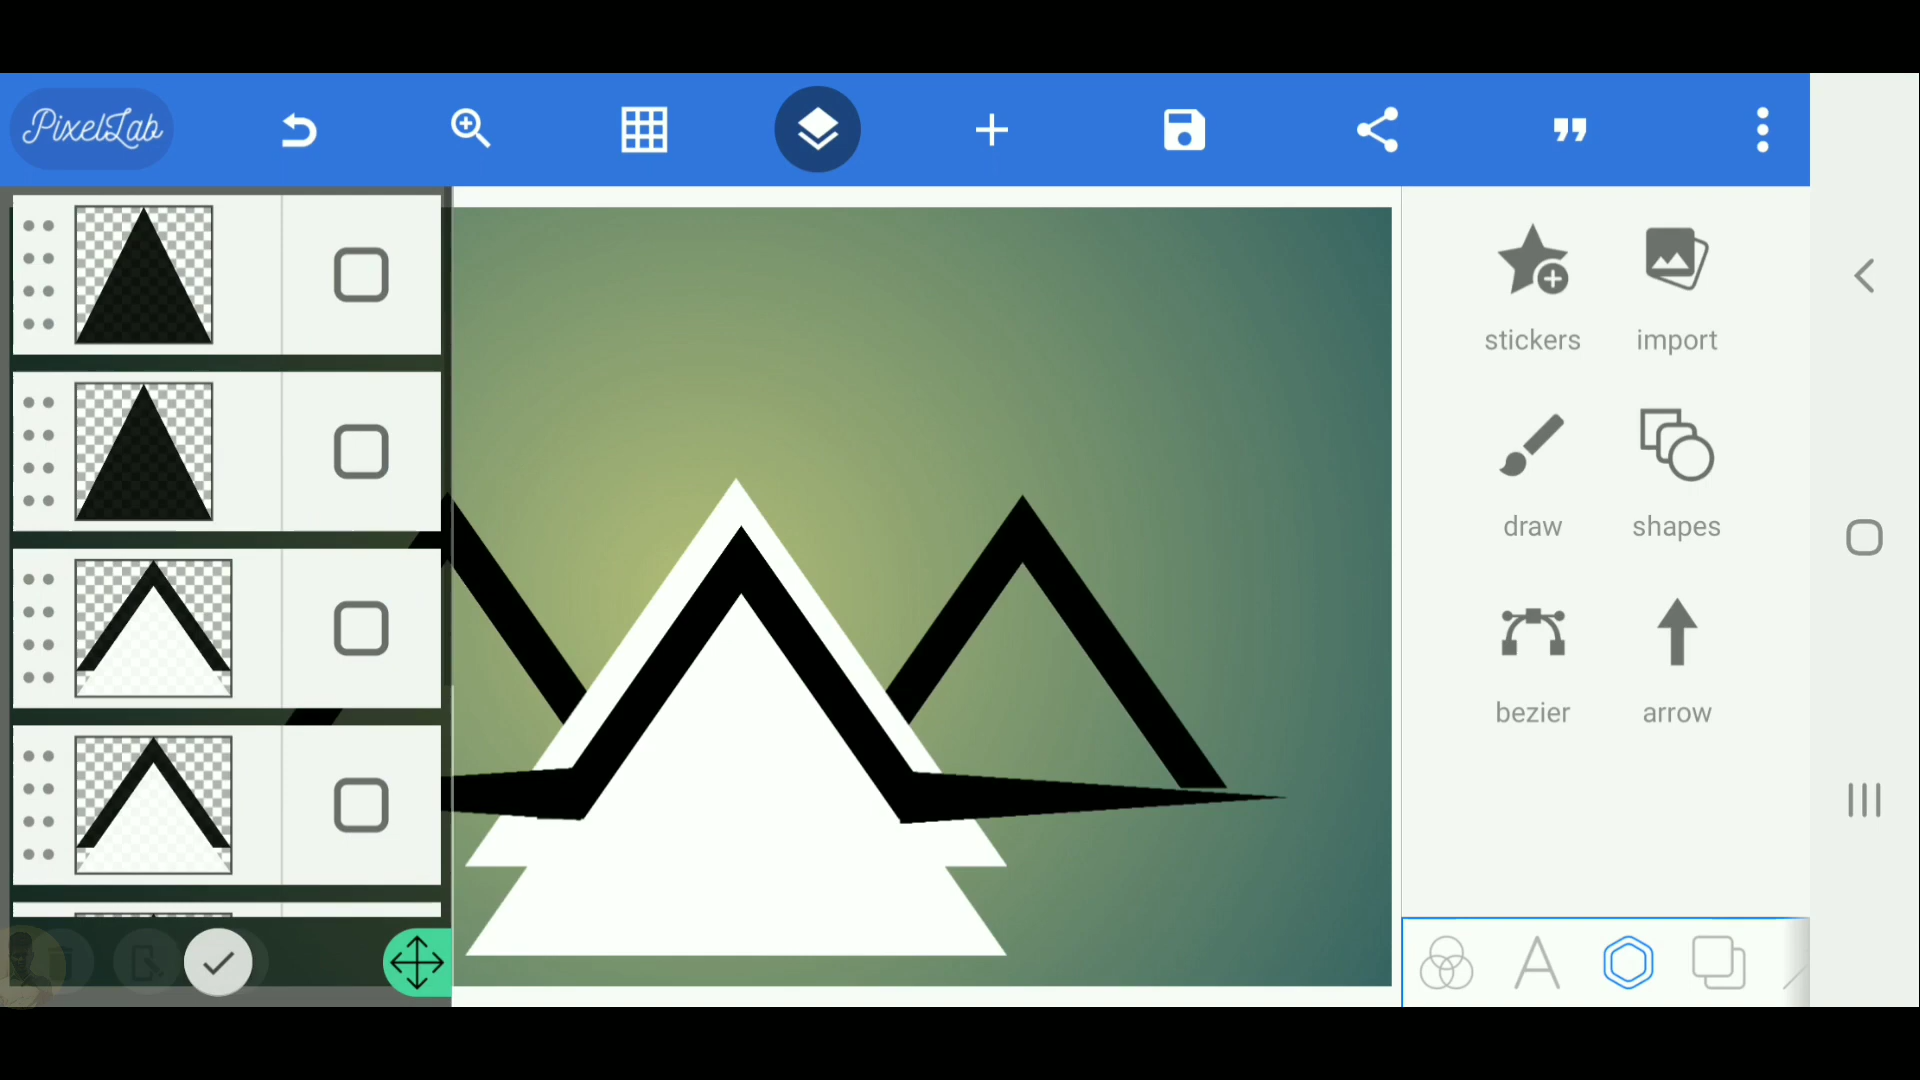 PixelLab
stickers
import
draw
shapes
bezier
arrow